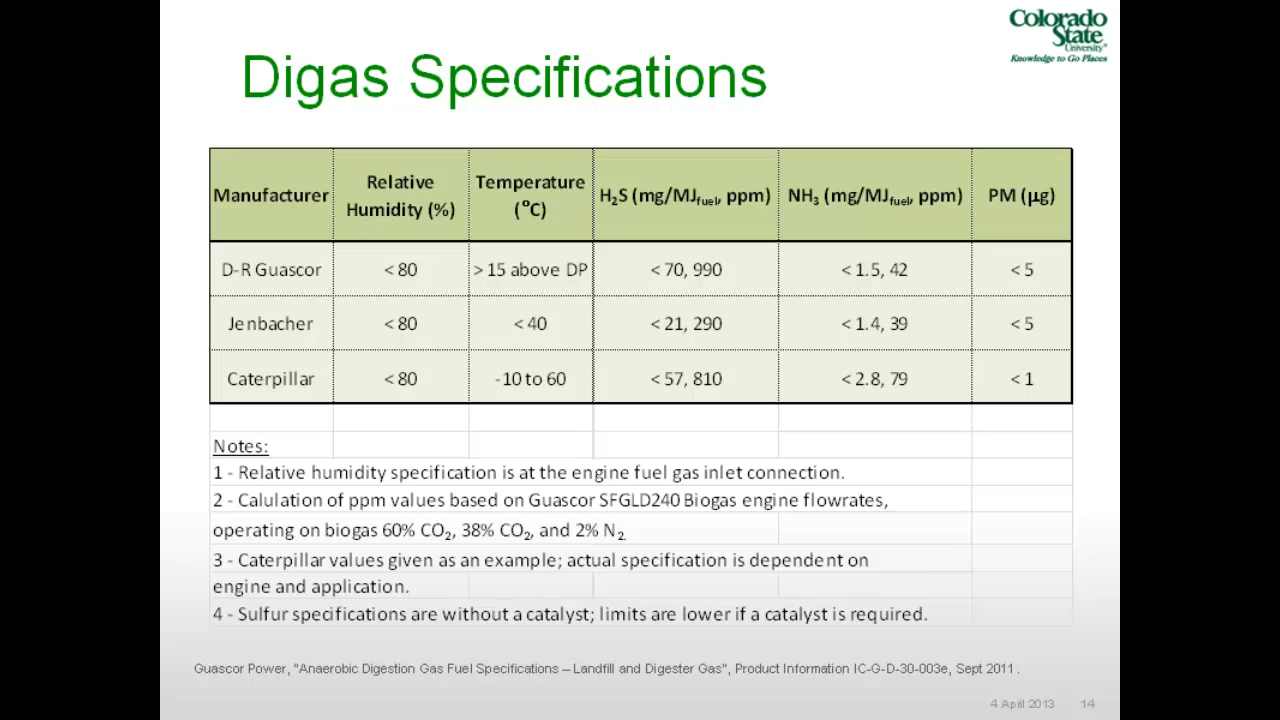 Colorado
State
University
Knowledge to Go Places
Digas Specifications
Manufacturer Relative Humidity (%) Temperature (°C) H₂S (mg/MJfuel, ppm) NH₃ (mg/MJfuel, ppm) PM (µg)
D-R Guascor < 80 > 15 above DP < 70, 990 < 1.5, 42 < 5
Jenbacher < 80 < 40 < 21, 290 < 1.4, 39 < 5
Caterpillar < 80 -10 to 60 < 57, 810 < 2.8, 79 < 1
Notes:
1 - Relative humidity specification is at the engine fuel gas inlet connection.
2 - Calulation of ppm values based on Guascor SFGLD240 Biogas engine flowrates,
operating on biogas 60% CO₂, 38% CO₂, and 2% N₂.
3 - Caterpillar values given as an example; actual specification is dependent on
engine and application.
4 - Sulfur specifications are without a catalyst; limits are lower if a catalyst is required.
Guascor Power, "Anaerobic Digestion Gas Fuel Specifications – Landfill and Digester Gas", Product Information IC-G-D-30-003e, Sept 2011 .
4 April 2013 14